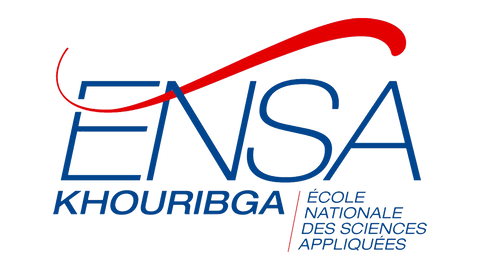 ENSA
KHOURIBGA
ÉCOLE
NATIONALE
DES SCIENCES
APPLIQUÉES